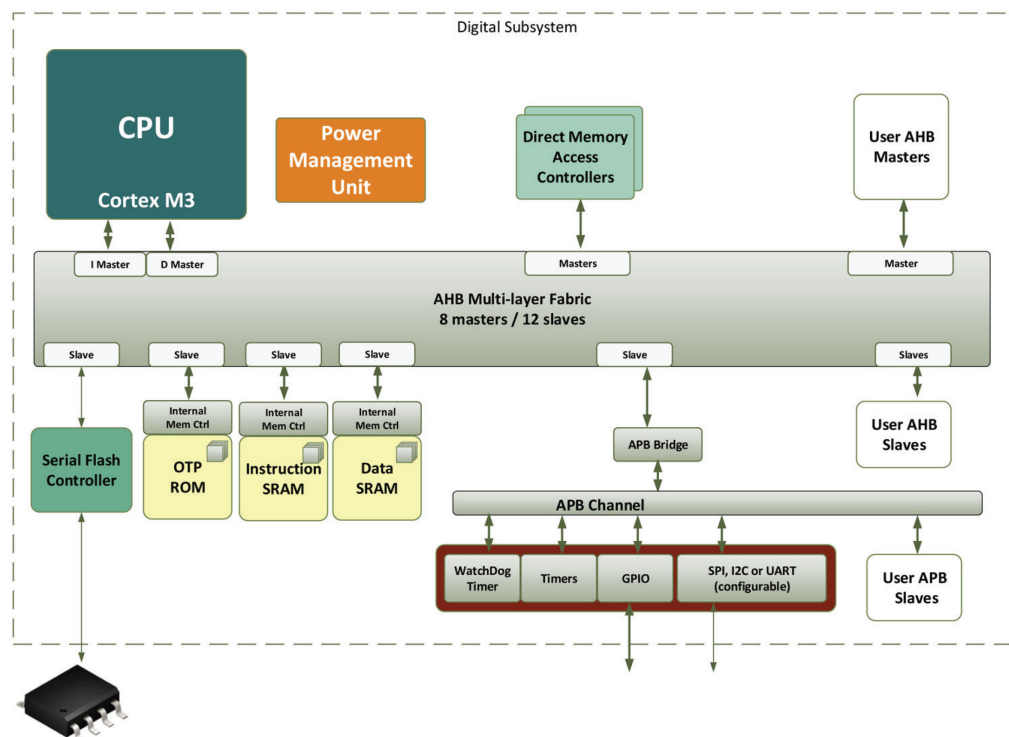 Digital Subsystem
CPU
Cortex M3
Power
Management
Unit
Direct Memory
Access
Controllers
User AHB
Masters
I Master
D Master
Masters
Master
AHB Multi-layer Fabric
8 masters / 12 slaves
Slave
Slave
Slave
Slave
Slave
Slaves
Internal
Mem Ctrl
Internal
Mem Ctrl
Internal
Mem Ctrl
Serial Flash
Controller
OTP
ROM
Instruction
SRAM
Data
SRAM
APB Bridge
User AHB
Slaves
APB Channel
WatchDog
Timer
Timers
GPIO
SPI, I2C or UART
(configurable)
User APB
Slaves